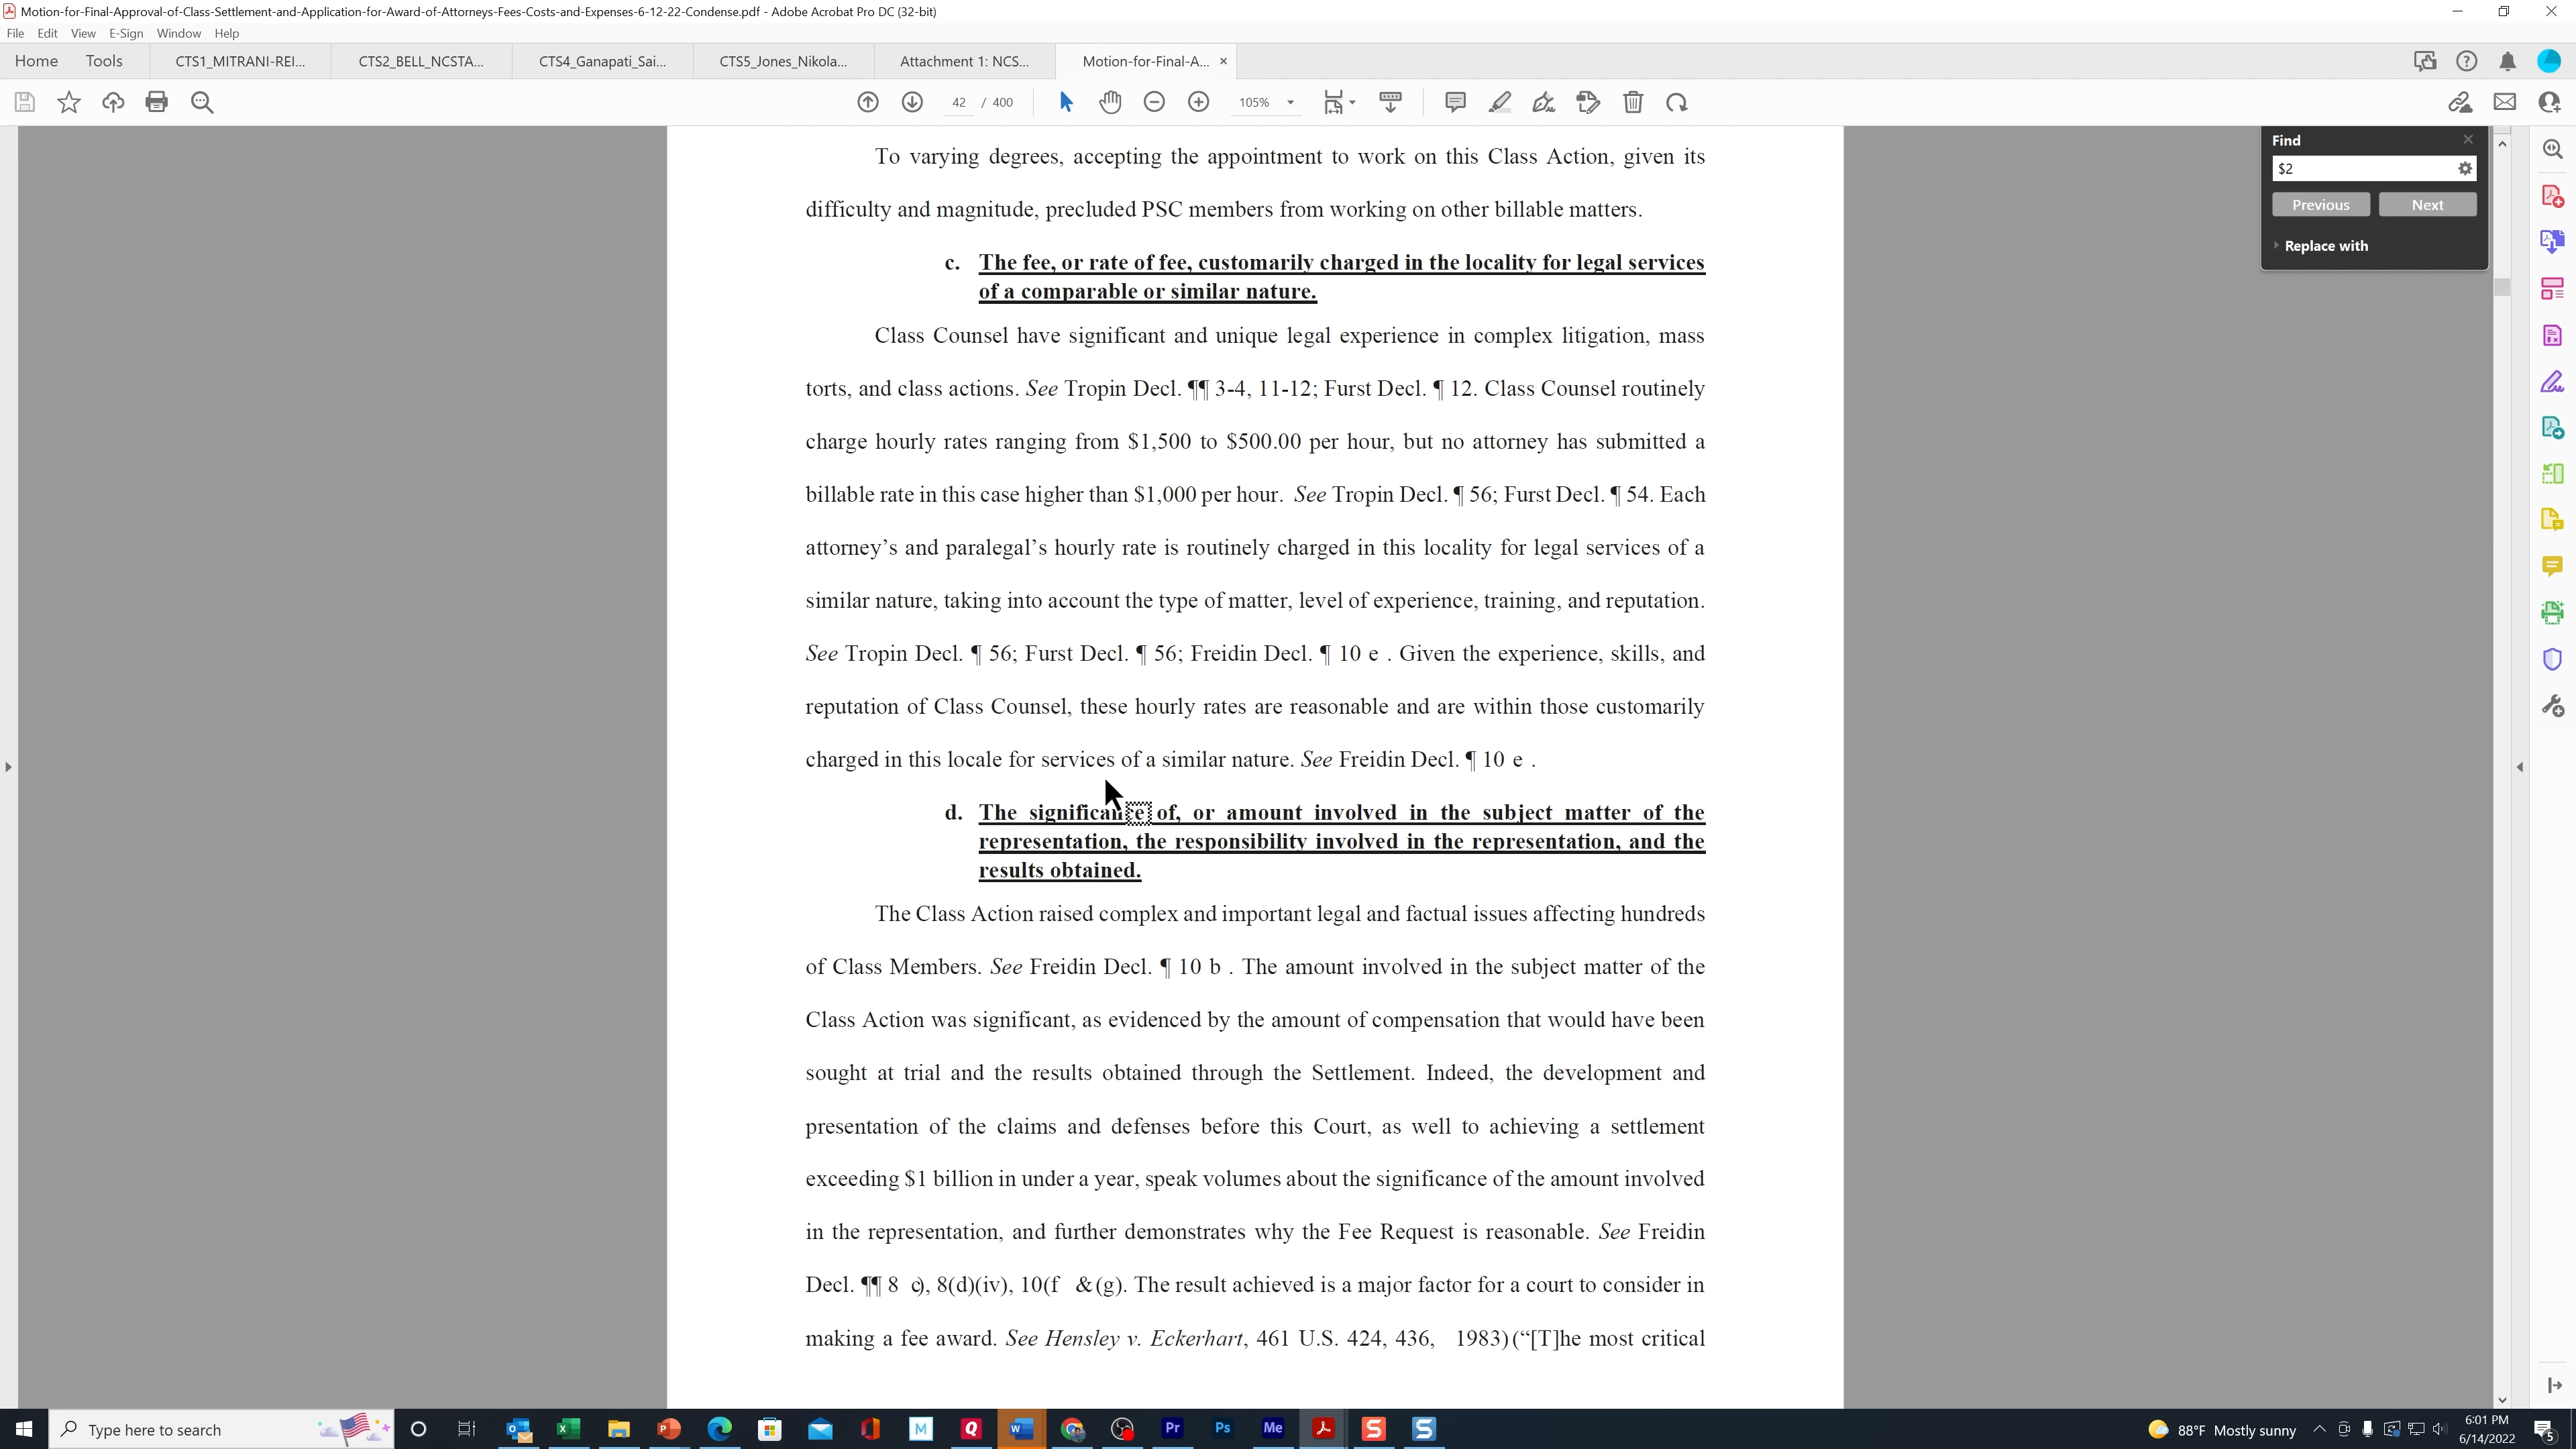 Motion-for-Final-Approval-of-Class-Settlement-and-Application-for-Award-of-Attorneys-Fees-Costs-and-Expenses-6-12-22-Condense.pdf - Adobe Acrobat Pro DC (32-bit)
File Edit View E-Sign Window Help
Home Tools CTS1_MITRANI-REI... CTS2_BELL_NCSTA... CTS4_Ganapati_Sai... CTS5_Jones_Nikola... Attachment 1: NCS... Motion-for-Final-A... ×
42 / 400 105%
Find
$2
Previous Next
Replace with
To varying degrees, accepting the appointment to work on this Class Action, given its
difficulty and magnitude, precluded PSC members from working on other billable matters.
c. The fee, or rate of fee, customarily charged in the locality for legal services
of a comparable or similar nature.
Class Counsel have significant and unique legal experience in complex litigation, mass
torts, and class actions. See Tropin Decl. ¶¶ 3-4, 11-12; Furst Decl. ¶ 12. Class Counsel routinely
charge hourly rates ranging from $1,500 to $500.00 per hour, but no attorney has submitted a
billable rate in this case higher than $1,000 per hour. See Tropin Decl. ¶ 56; Furst Decl. ¶ 54. Each
attorney’s and paralegal’s hourly rate is routinely charged in this locality for legal services of a
similar nature, taking into account the type of matter, level of experience, training, and reputation.
See Tropin Decl. ¶ 56; Furst Decl. ¶ 56; Freidin Decl. ¶ 10 e . Given the experience, skills, and
reputation of Class Counsel, these hourly rates are reasonable and are within those customarily
charged in this locale for services of a similar nature. See Freidin Decl. ¶ 10 e .
d. The significance of, or amount involved in the subject matter of the
representation, the responsibility involved in the representation, and the
results obtained.
The Class Action raised complex and important legal and factual issues affecting hundreds
of Class Members. See Freidin Decl. ¶ 10 b . The amount involved in the subject matter of the
Class Action was significant, as evidenced by the amount of compensation that would have been
sought at trial and the results obtained through the Settlement. Indeed, the development and
presentation of the claims and defenses before this Court, as well to achieving a settlement
exceeding $1 billion in under a year, speak volumes about the significance of the amount involved
in the representation, and further demonstrates why the Fee Request is reasonable. See Freidin
Decl. ¶¶ 8 c), 8(d)(iv), 10(f &(g). The result achieved is a major factor for a court to consider in
making a fee award. See Hensley v. Eckerhart, 461 U.S. 424, 436, 1983) (“[T]he most critical
Type here to search
M Q W Pr Ps Me S S
88°F Mostly sunny
6:01 PM
6/14/2022
5